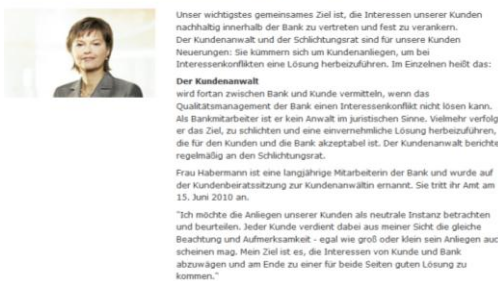 Unser wichtigstes gemeinsames Ziel ist, die Interessen unserer Kunden
nachhaltig innerhalb der Bank zu vertreten und fest zu verankern.
Der Kundenanwalt und der Schlichtungsrat sind für unsere Kunden
Neuerungen: Sie kümmern sich um Kundenanliegen, um bei
Interessenkonflikten eine Lösung herbeizuführen. Im Einzelnen heißt das:
Der Kundenanwalt
wird fortan zwischen Bank und Kunde vermitteln, wenn das
Qualitätsmanagement der Bank einen Interessenkonflikt nicht lösen kann.
Als Bankmitarbeiter ist er kein Anwalt im juristischen Sinne. Vielmehr verfolg
er das Ziel, zu schlichten und eine einvernehmliche Lösung herbeizuführen,
die für den Kunden und die Bank akzeptabel ist. Der Kundenanwalt berichte
regelmäßig an den Schlichtungsrat.
Frau Habermann ist eine langjährige Mitarbeiterin der Bank und wurde auf
der Kundenbeiratssitzung zur Kundenanwältin ernannt. Sie tritt ihr Amt am
15. Juni 2010 an.
"Ich möchte die Anliegen unserer Kunden als neutrale Instanz betrachten
und beurteilen. Jeder Kunde verdient dabei aus meiner Sicht die gleiche
Beachtung und Aufmerksamkeit - egal wie groß oder klein sein Anliegen auc
scheinen mag. Mein Ziel ist es, die Interessen von Kunde und Bank
abzuwägen und am Ende zu einer für beide Seiten guten Lösung zu
kommen."